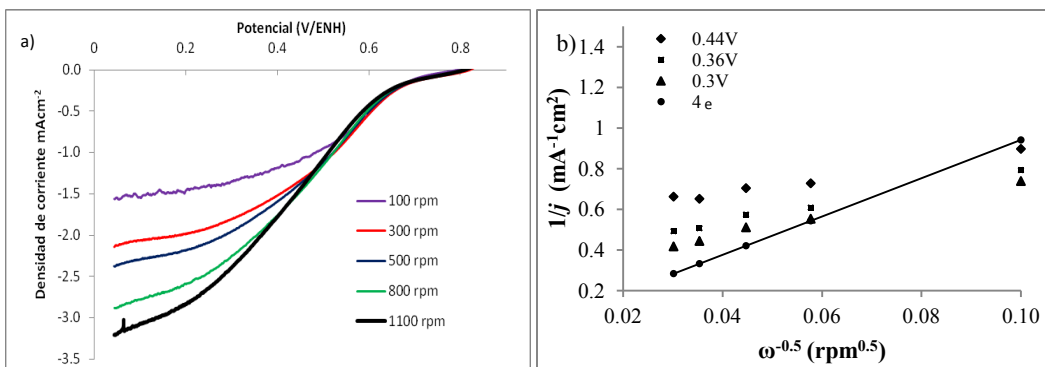 a)
Potencial (V/ENH)
0 0.2 0.4 0.6 0.8
0.0
-0.5
-1.0
-1.5
-2.0
-2.5
-3.0
-3.5
Densidad de corriente mAcm-2
100 rpm
300 rpm
500 rpm
800 rpm
1100 rpm
b)
1.4
1.2
1
0.8
0.6
0.4
0.2
1/j (mA⁻¹cm²)
0.44V
0.36V
0.3V
4 e
0.02 0.04 0.06 0.08 0.10
ω⁻⁰·⁵ (rpm⁰·⁵)